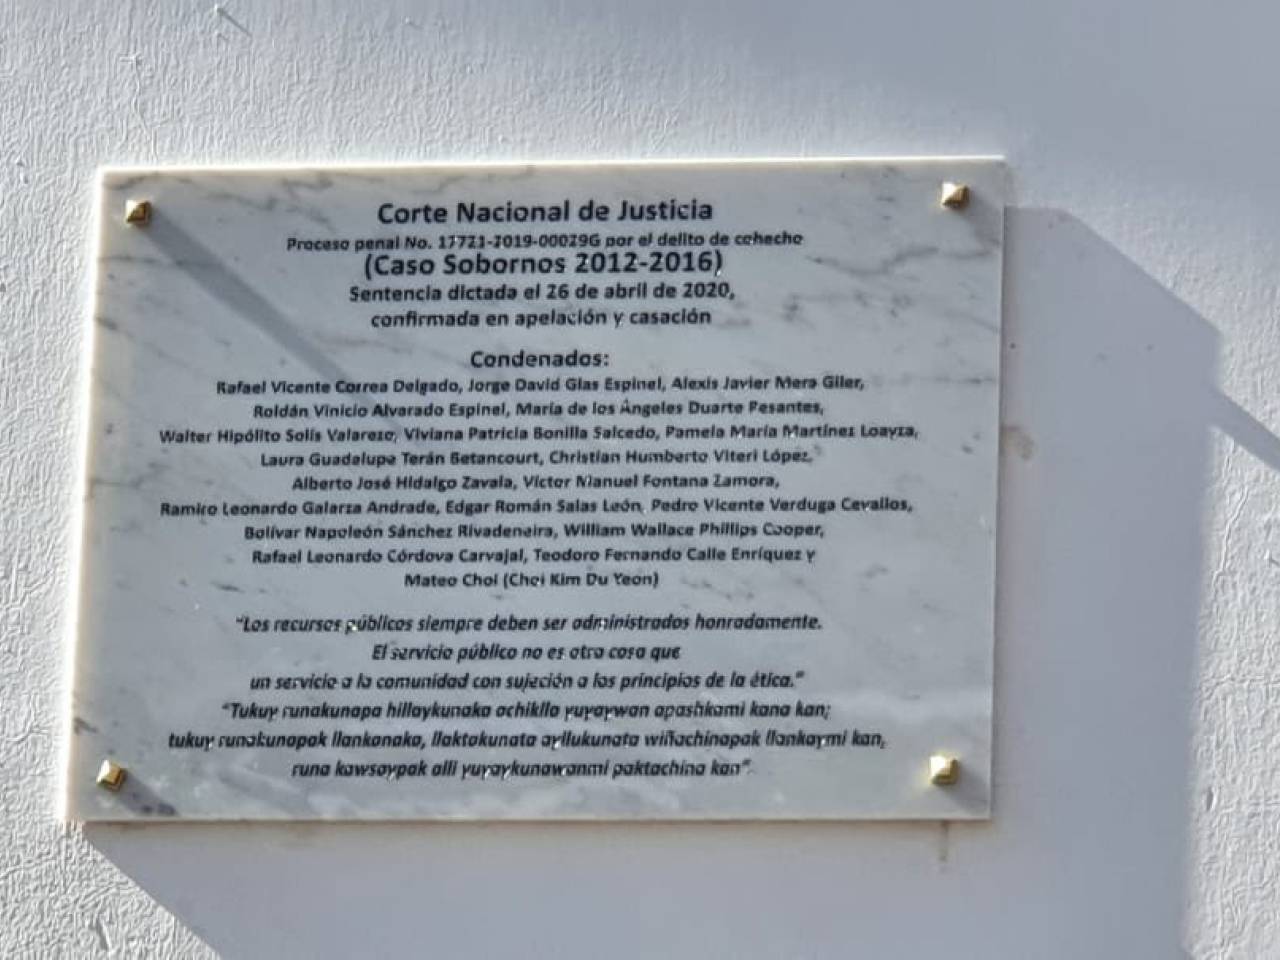 Corte Nacional de Justicia
Proceso penal No. 17721-2019-00029G por el delito de cohecho
(Caso Sobornos 2012-2016)
Sentencia dictada el 26 de abril de 2020,
confirmada en apelación y casación
Condenados:
Rafael Vicente Correa Delgado, Jorge David Glas Espinel, Alexis Javier Mera Giler,
Roldán Vinicio Alvarado Espinel, María de los Ángeles Duarte Pesantes,
Walter Hipólito Solís Valarezo, Viviana Patricia Bonilla Salcedo, Pamela María Martínez Loayza,
Laura Guadalupe Terán Betancourt, Christian Humberto Viteri López,
Alberto José Hidalgo Zavala, Víctor Manuel Fontana Zamora,
Ramiro Leonardo Galarza Andrade, Edgar Román Salas León, Pedro Vicente Verduga Cevallos,
Bolívar Napoleón Sánchez Rivadeneira, William Wallace Phillips Cooper,
Rafael Leonardo Córdova Carvajal, Teodoro Fernando Calle Enríquez y
Mateo Choi (Choi Kim Du Yeon)
"Los recursos públicos siempre deben ser administrados honradamente.
El servicio público no es otra cosa que
un servicio a la comunidad con sujeción a los principios de la ética."
"Tukuy runakunapa hillaykunaka achiklla yuyaywan apashkami kana kan;
tukuy runakunapak llankanaka, llaktakunata ayllukunata wiñachinapak llankaymi kan,
runa kawsaypak alli yuyaykunawanmi paktachina kan".